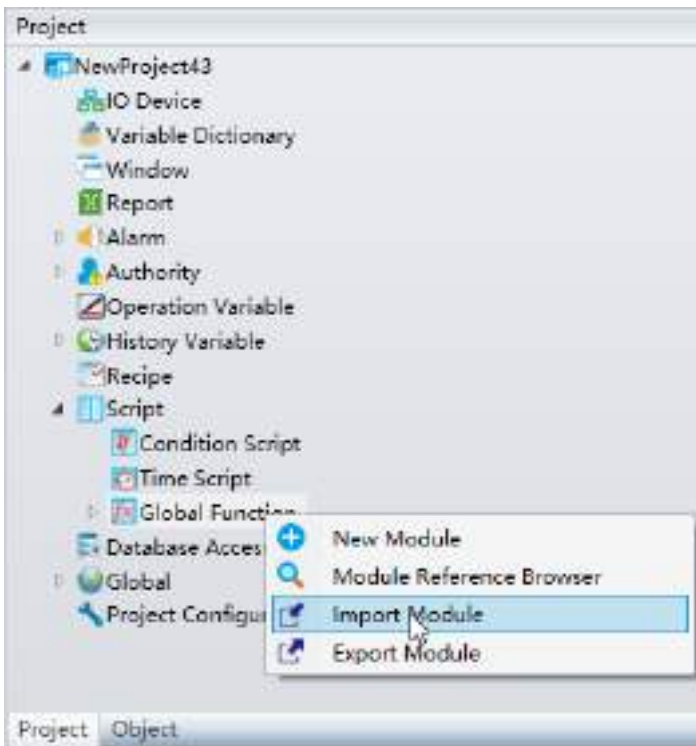 Project
NewProject43
IO Device
Variable Dictionary
Window
Report
Alarm
Authority
Operation Variable
History Variable
Recipe
Script
Condition Script
Time Script
Global Function
Database Acces
Global
Project Configu
New Module
Module Reference Browser
Import Module
Export Module
Project Object